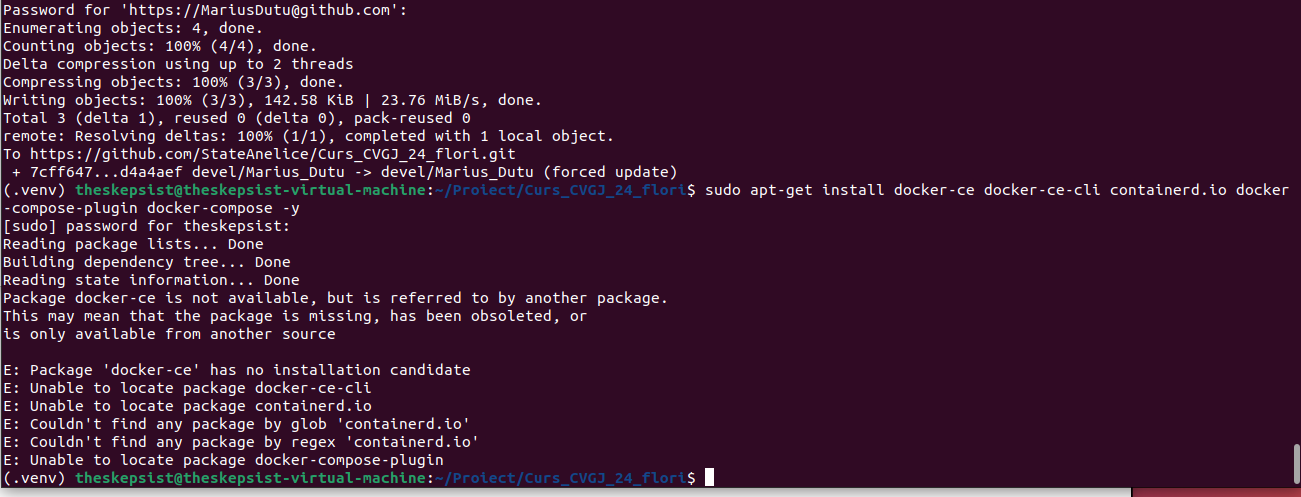 Password for 'https://MariusDutu@github.com':
Enumerating objects: 4, done.
Counting objects: 100% (4/4), done.
Delta compression using up to 2 threads
Compressing objects: 100% (3/3), done.
Writing objects: 100% (3/3), 142.58 KiB | 23.76 MiB/s, done.
Total 3 (delta 1), reused 0 (delta 0), pack-reused 0
remote: Resolving deltas: 100% (1/1), completed with 1 local object.
To https://github.com/StateAnelice/Curs_CVGJ_24_flori.git
 + 7cff647...d4a4aef devel/Marius_Dutu -> devel/Marius_Dutu (forced update)
(.venv) theskepsist@theskepsist-virtual-machine:~/Proiect/Curs_CVGJ_24_flori$ sudo apt-get install docker-ce docker-ce-cli containerd.io docker
-compose-plugin docker-compose -y
[sudo] password for theskepsist:
Reading package lists... Done
Building dependency tree... Done
Reading state information... Done
Package docker-ce is not available, but is referred to by another package.
This may mean that the package is missing, has been obsoleted, or
is only available from another source

E: Package 'docker-ce' has no installation candidate
E: Unable to locate package docker-ce-cli
E: Unable to locate package containerd.io
E: Couldn't find any package by glob 'containerd.io'
E: Couldn't find any package by regex 'containerd.io'
E: Unable to locate package docker-compose-plugin
(.venv) theskepsist@theskepsist-virtual-machine:~/Proiect/Curs_CVGJ_24_flori$